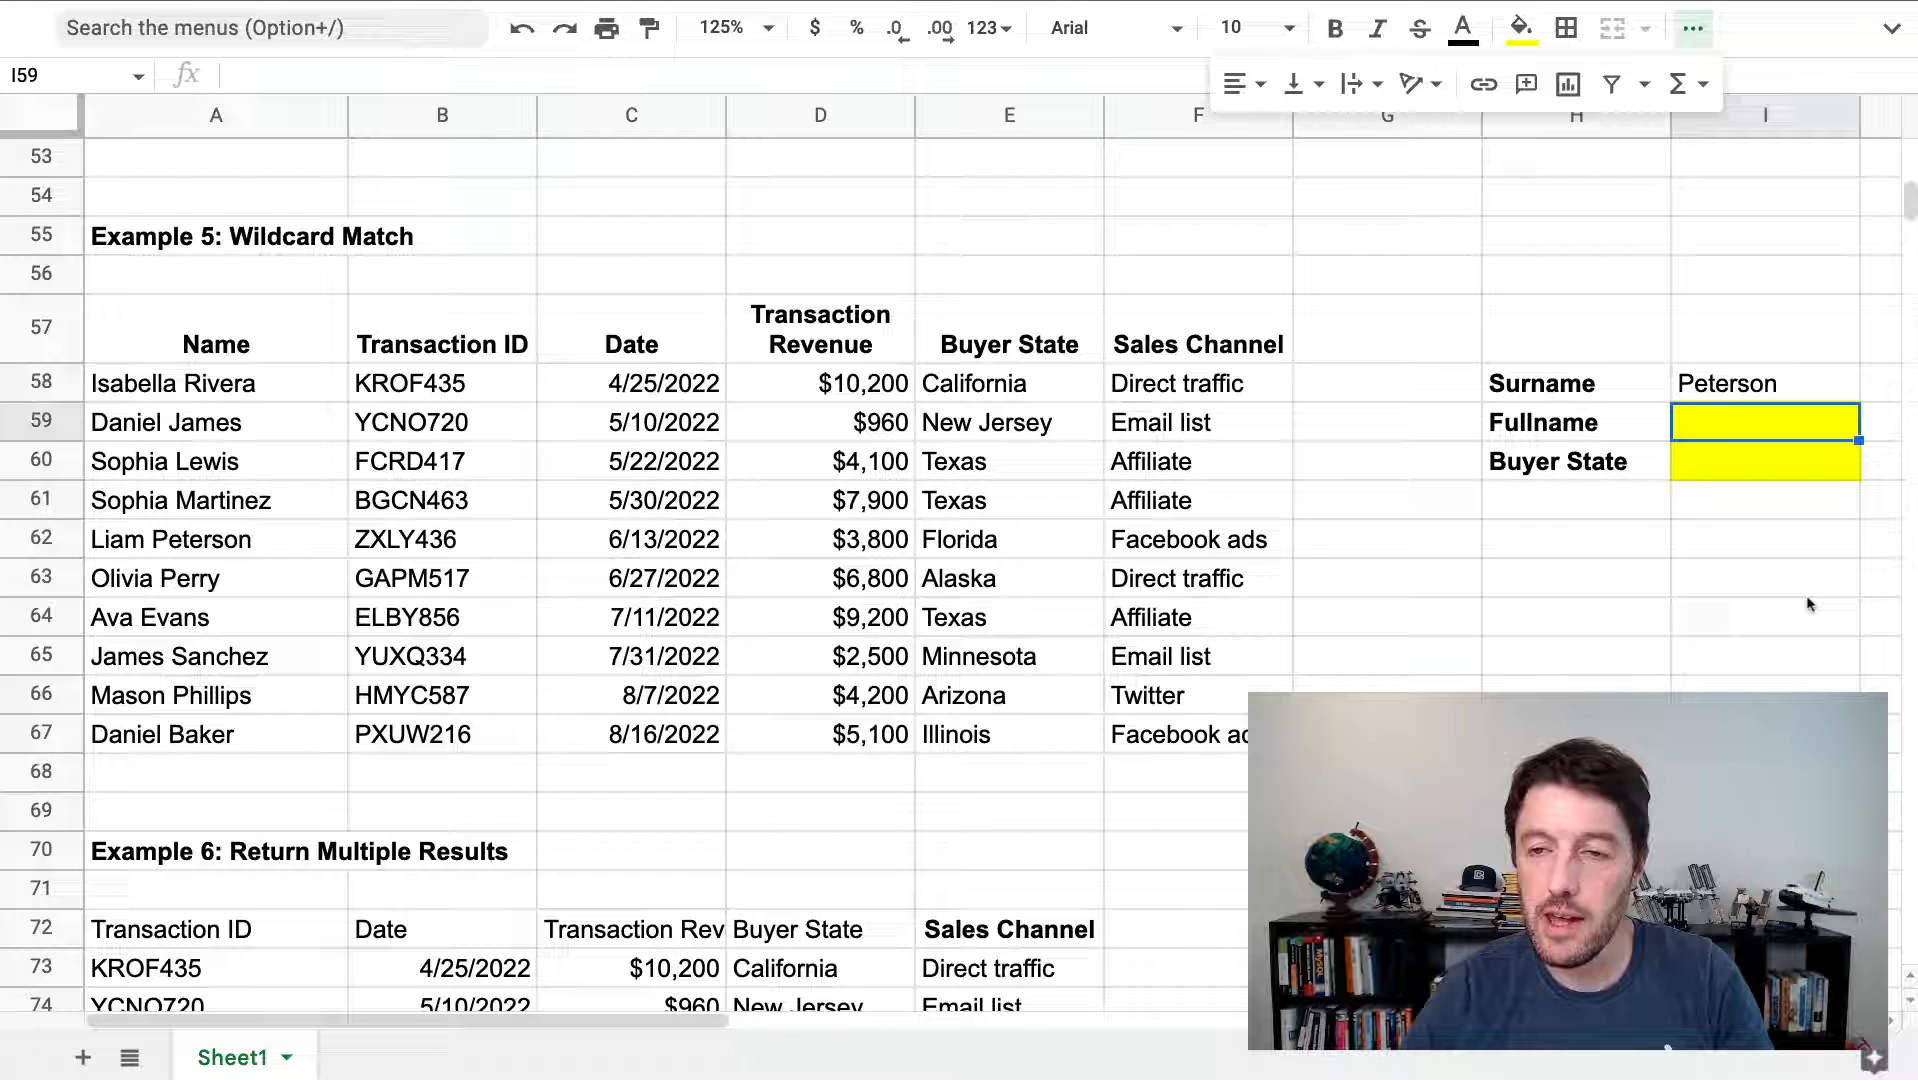 Search the menus (Option+/) 125% $ % .0 .00 123 Arial 10 B I S A
I59 fx
A B C D E F G H I
53
54
55 Example 5: Wildcard Match
56
57 Name Transaction ID Date Transaction Revenue Buyer State Sales Channel
58 Isabella Rivera KROF435 4/25/2022 $10,200 California Direct traffic Surname Peterson
59 Daniel James YCNO720 5/10/2022 $960 New Jersey Email list Fullname
60 Sophia Lewis FCRD417 5/22/2022 $4,100 Texas Affiliate Buyer State
61 Sophia Martinez BGCN463 5/30/2022 $7,900 Texas Affiliate
62 Liam Peterson ZXLY436 6/13/2022 $3,800 Florida Facebook ads
63 Olivia Perry GAPM517 6/27/2022 $6,800 Alaska Direct traffic
64 Ava Evans ELBY856 7/11/2022 $9,200 Texas Affiliate
65 James Sanchez YUXQ334 7/31/2022 $2,500 Minnesota Email list
66 Mason Phillips HMYC587 8/7/2022 $4,200 Arizona Twitter
67 Daniel Baker PXUW216 8/16/2022 $5,100 Illinois Facebook ad
68
69
70 Example 6: Return Multiple Results
71
72 Transaction ID Date Transaction Rev Buyer State Sales Channel
73 KROF435 4/25/2022 $10,200 California Direct traffic
74 YCNO720 5/10/2022 $960 New Jersey Email list
Sheet1